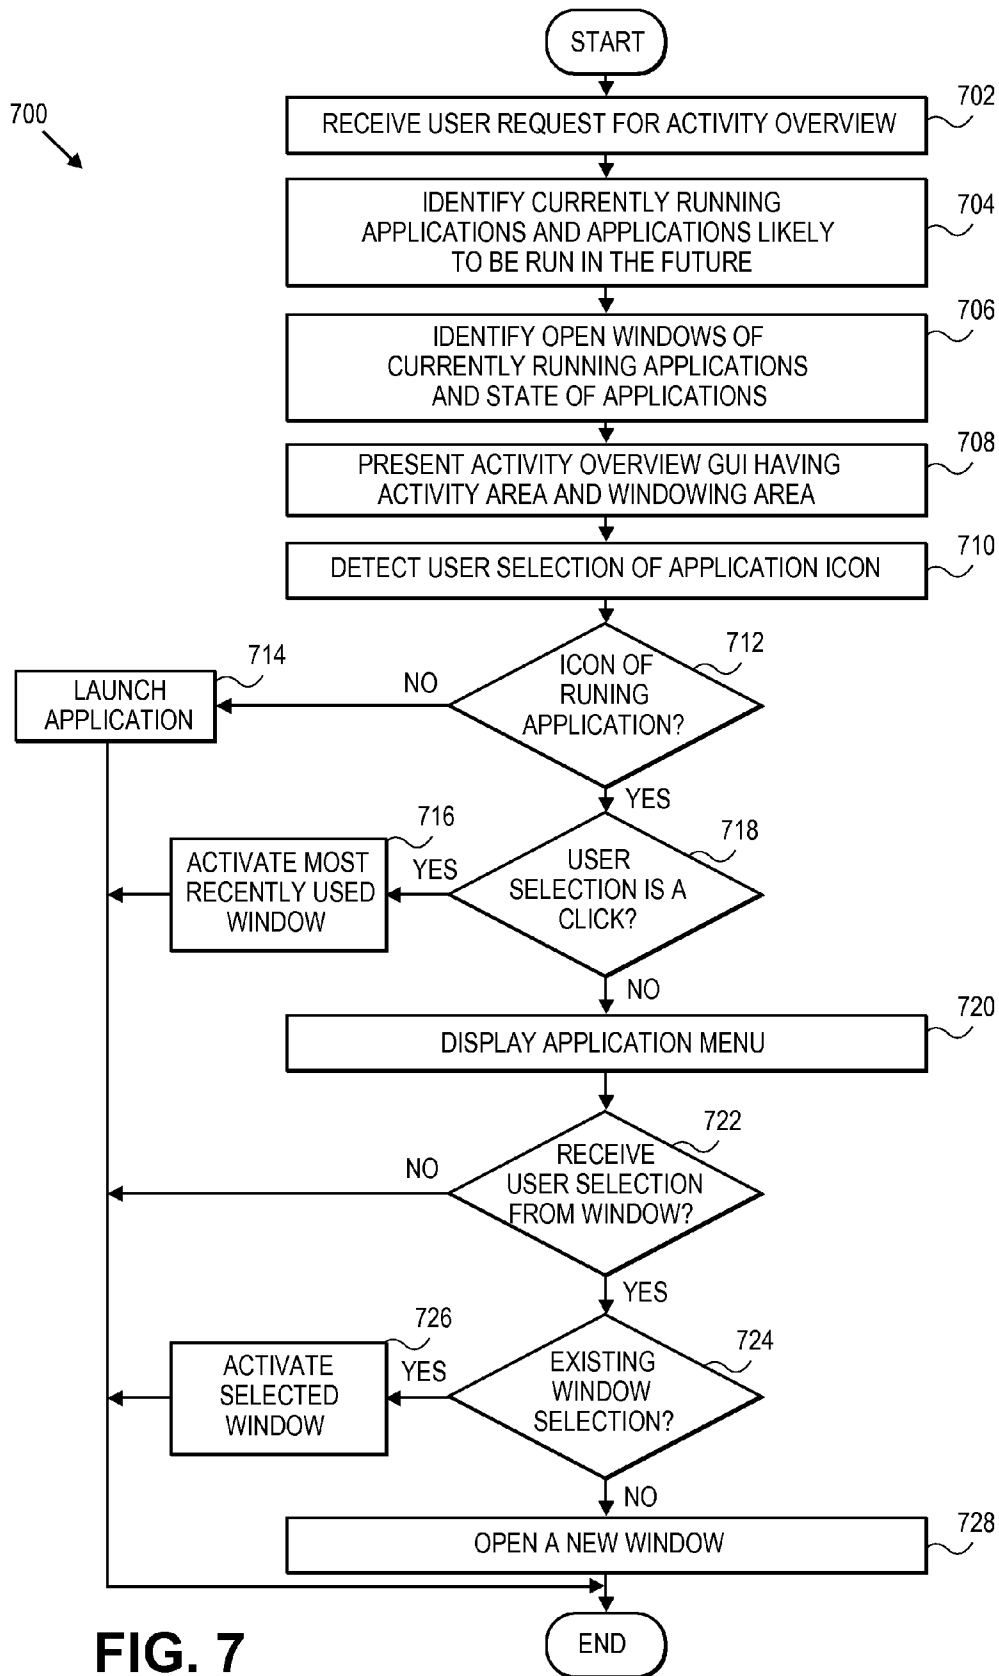 START
700
702
RECEIVE USER REQUEST FOR ACTIVITY OVERVIEW
704
IDENTIFY CURRENTLY RUNNING
APPLICATIONS AND APPLICATIONS LIKELY
TO BE RUN IN THE FUTURE
706
IDENTIFY OPEN WINDOWS OF
CURRENTLY RUNNING APPLICATIONS
AND STATE OF APPLICATIONS
708
PRESENT ACTIVITY OVERVIEW GUI HAVING
ACTIVITY AREA AND WINDOWING AREA
710
DETECT USER SELECTION OF APPLICATION ICON
712
ICON OF
RUNING
APPLICATION?
NO
714
LAUNCH
APPLICATION
YES
716
ACTIVATE MOST
RECENTLY USED
WINDOW
YES
718
USER
SELECTION IS A
CLICK?
NO
720
DISPLAY APPLICATION MENU
722
RECEIVE
USER SELECTION
FROM WINDOW?
NO
YES
726
ACTIVATE
SELECTED
WINDOW
YES
724
EXISTING
WINDOW
SELECTION?
NO
728
OPEN A NEW WINDOW
END
FIG. 7